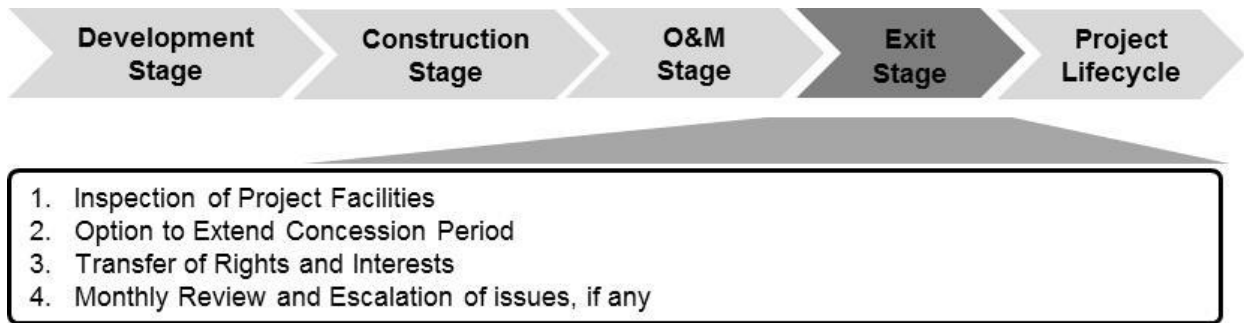 Development
Stage
Construction
Stage
O&M
Stage
Exit
Stage
Project
Lifecycle
1. Inspection of Project Facilities
2. Option to Extend Concession Period
3. Transfer of Rights and Interests
4. Monthly Review and Escalation of issues, if any